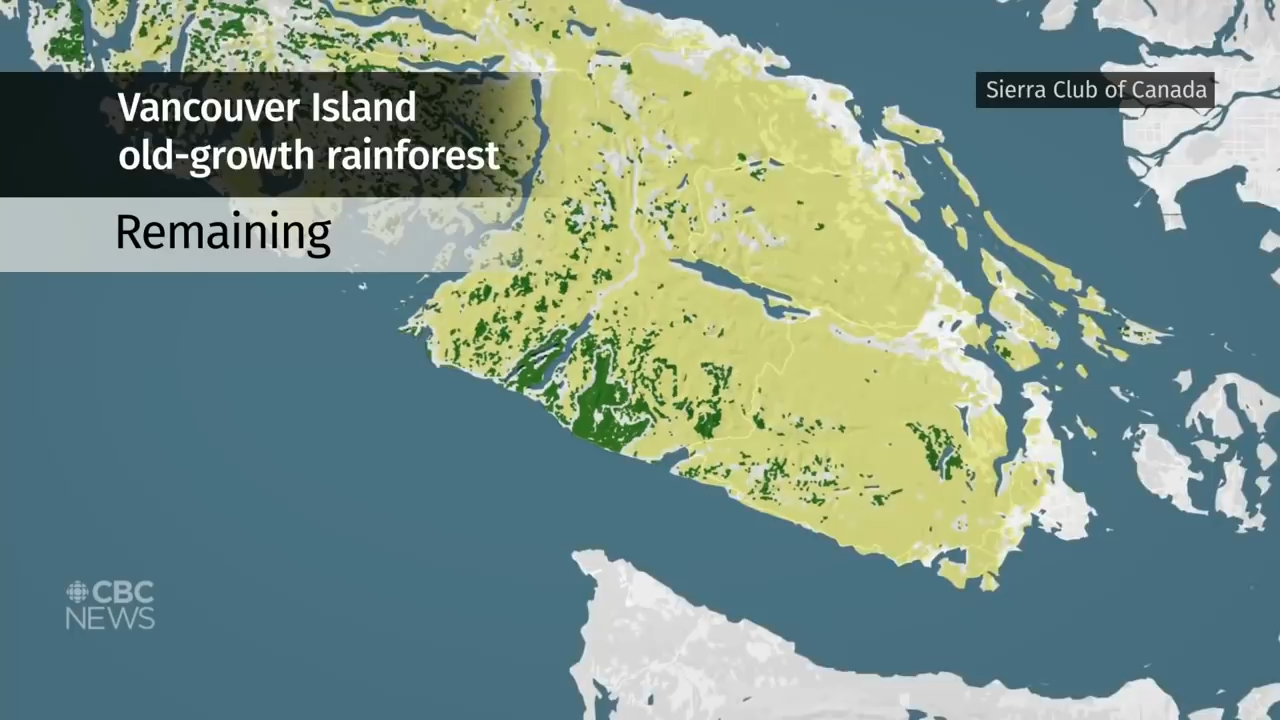 Vancouver Island
old-growth rainforest
Remaining
Sierra Club of Canada
CBC
NEWS